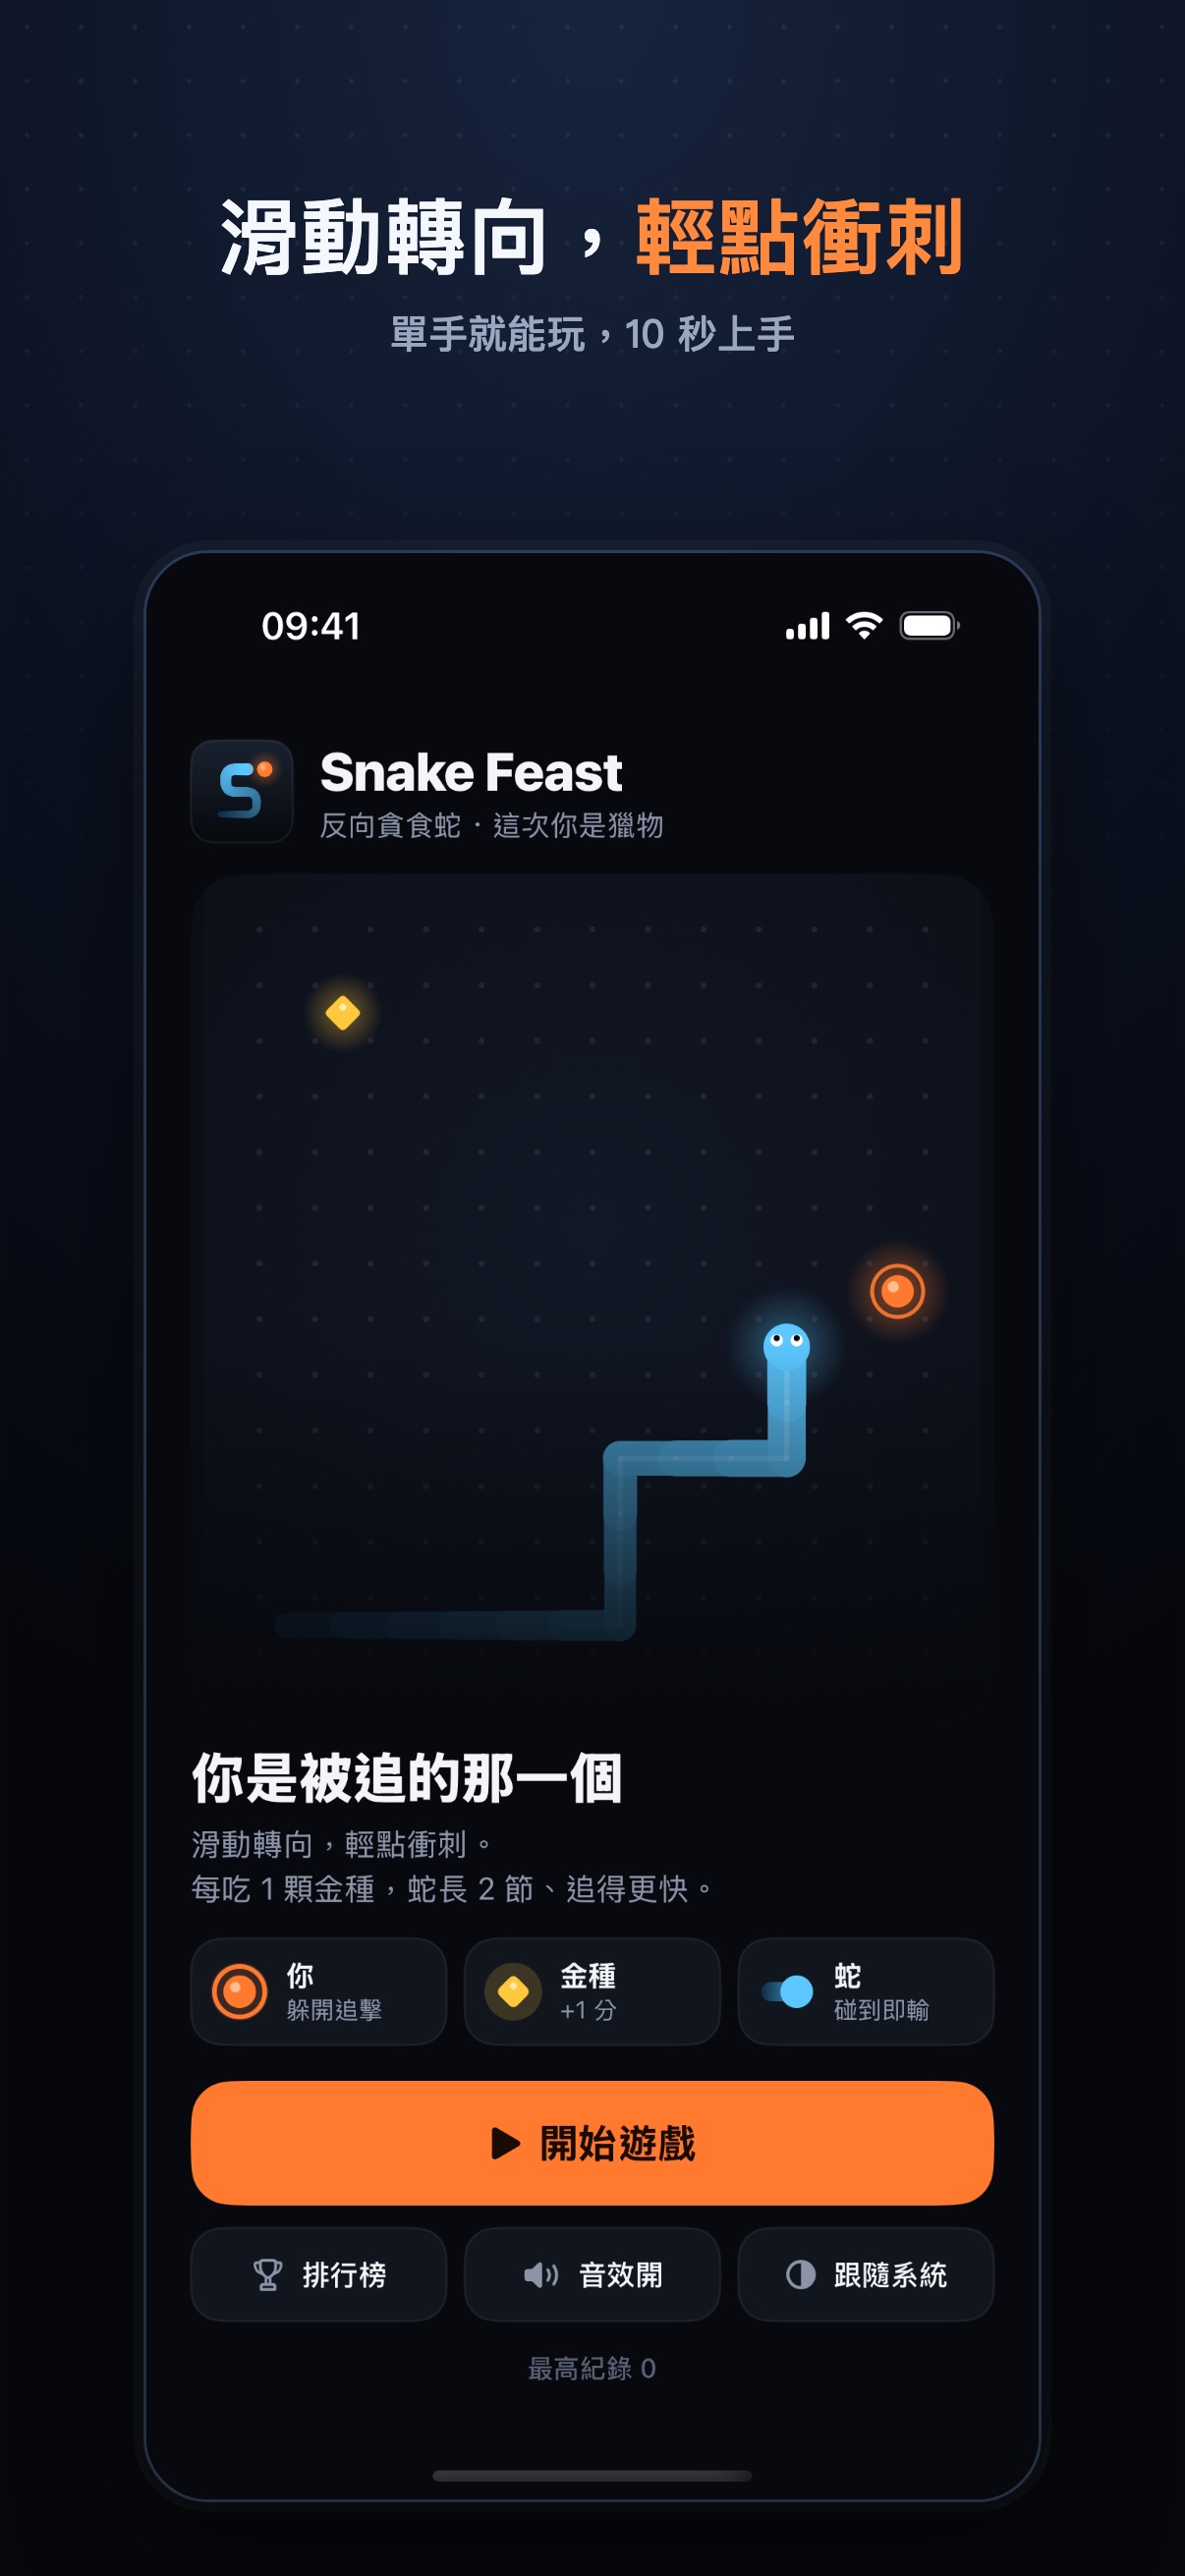 滑動轉向，輕點衝刺
單手就能玩，10 秒上手
09:41
Snake Feast
反向貪食蛇・這次你是獵物
你是被追的那一個
滑動轉向，輕點衝刺。
每吃 1 顆金種，蛇長 2 節、追得更快。
你
躲開追擊
金種
+1 分
蛇
碰到即輸
開始遊戲
排行榜
音效開
跟隨系統
最高紀錄 0